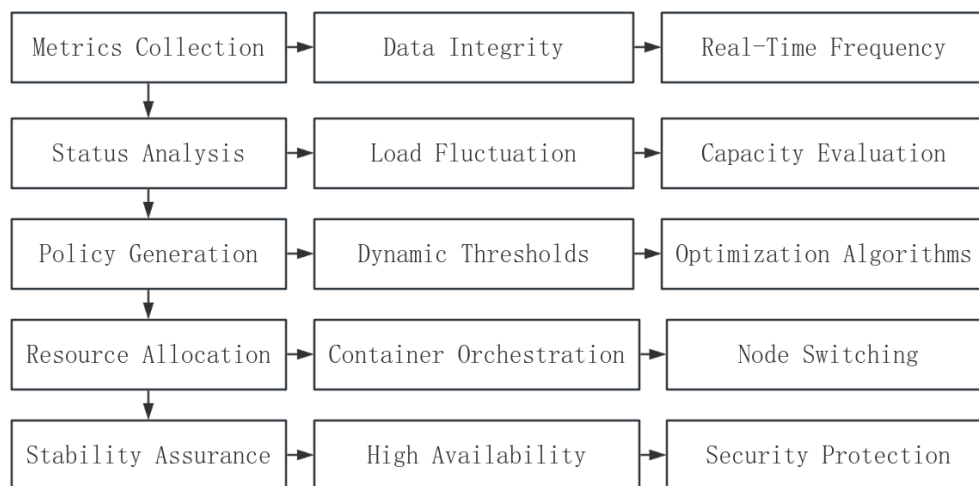 Metrics Collection
Data Integrity
Real-Time Frequency
Status Analysis
Load Fluctuation
Capacity Evaluation
Policy Generation
Dynamic Thresholds
Optimization Algorithms
Resource Allocation
Container Orchestration
Node Switching
Stability Assurance
High Availability
Security Protection